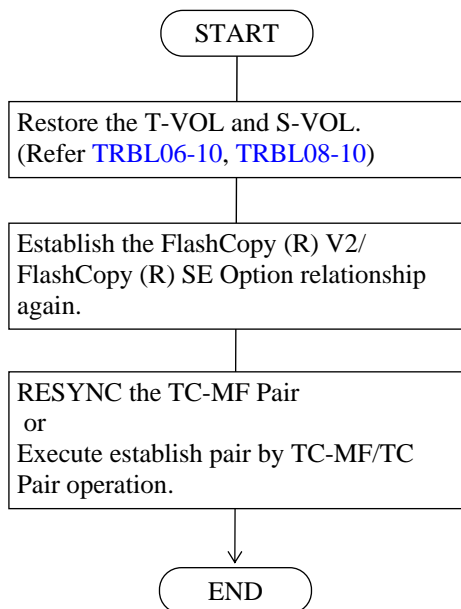 START
Restore the T-VOL and S-VOL.
(Refer TRBL06-10, TRBL08-10)
Establish the FlashCopy (R) V2/
FlashCopy (R) SE Option relationship
again.
RESYNC the TC-MF Pair
or
Execute establish pair by TC-MF/TC
Pair operation.
END